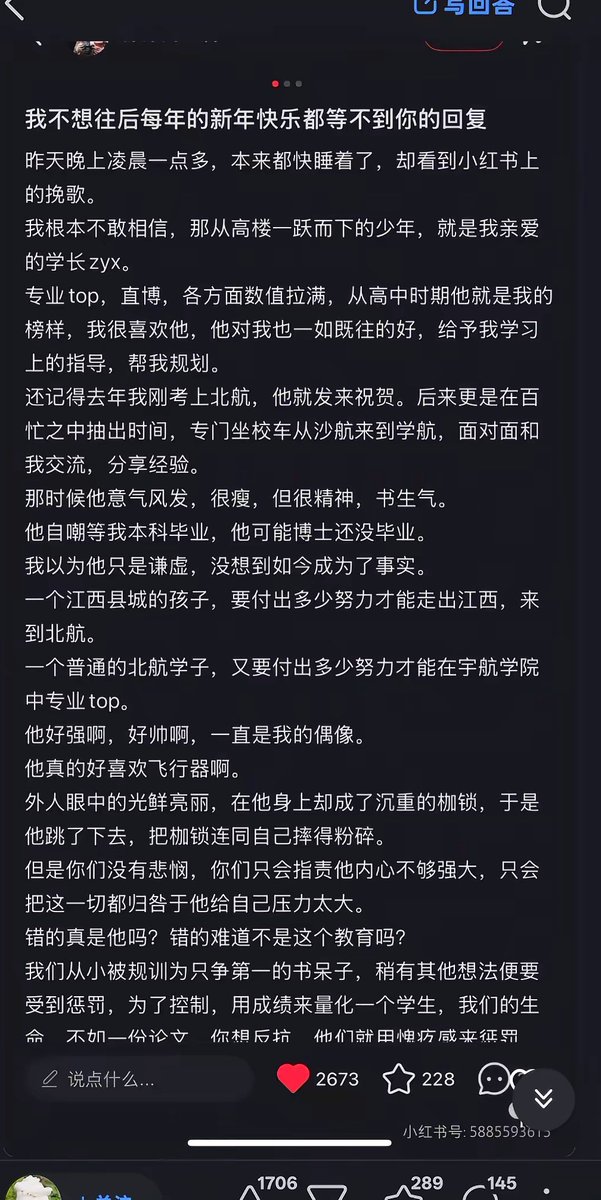 写回答
我不想往后每年的新年快乐都等不到你的回复
昨天晚上凌晨一点多，本来都快睡着了，却看到小红书上
的挽歌。
我根本不敢相信，那从高楼一跃而下的少年，就是我亲爱
的学长zyx。
专业top，直博，各方面数值拉满，从高中时期他就是我的
榜样，我很喜欢他，他对我也一如既往的好，给予我学习
上的指导，帮我规划。
还记得去年我刚考上北航，他就发来祝贺。后来更是在百
忙之中抽出时间，专门坐校车从沙航来到学航，面对面和
我交流，分享经验。
那时候他意气风发，很瘦，但很精神，书生气。
他自嘲等我本科毕业，他可能博士还没毕业。
我以为他只是谦虚，没想到如今成为了事实。
一个江西县城的孩子，要付出多少努力才能走出江西，来
到北航。
一个普通的北航学子，又要付出多少努力才能在宇航学院
中专业top。
他好强啊，好帅啊，一直是我的偶像。
他真的好喜欢飞行器啊。
外人眼中的光鲜亮丽，在他身上却成了沉重的枷锁，于是
他跳了下去，把枷锁连同自己摔得粉碎。
但是你们没有悲悯，你们只会指责他内心不够强大，只会
把这一切都归咎于他给自己压力太大。
错的真是他吗？错的难道不是这个教育吗？
我们从小被规训为只争第一的书呆子，稍有其他想法便要
受到惩罚，为了控制，用成绩来量化一个学生，我们的生
命，不如一份论文，你想反抗，他们就用愧疚感来惩罚
说点什么...
2673
228
小红书号: 5885593615
1706
289
145